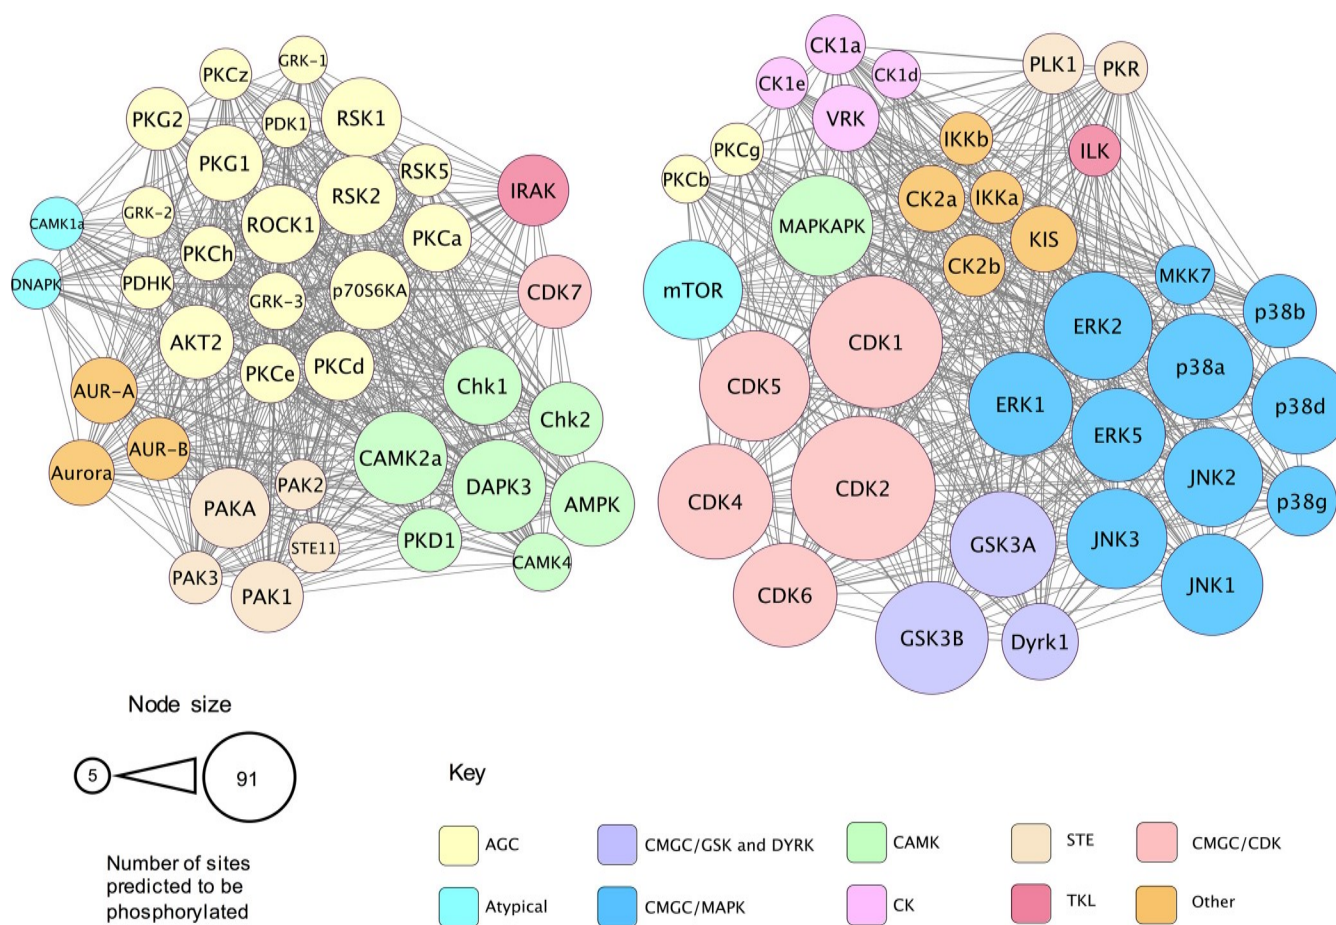 GRK-1
PKCz
PKG2
PDK1
RSK1
PKG1
RSK5
RSK2
IRAK
GRK-2
CAMK1a
ROCK1
PKCa
PKCh
DNAPK
PDHK
GRK-3
p70S6KA
CDK7
AKT2
PKCe
PKCd
Chk1
AUR-A
Chk2
AUR-B
CAMK2a
Aurora
PAK2
DAPK3
PAKA
AMPK
PKD1
STE11
CAMK4
PAK3
PAK1
CK1a
CK1e
CK1d
PLK1
PKR
VRK
IKKb
PKCg
ILK
PKCb
CK2a
IKKa
MAPKAPK
KIS
CK2b
mTOR
MKK7
p38b
ERK2
CDK1
p38a
CDK5
ERK1
p38d
ERK5
CDK2
JNK2
CDK4
p38g
GSK3A
JNK3
JNK1
CDK6
GSK3B
Dyrk1
Node size
5
91
Number of sites
predicted to be
phosphorylated
Key
AGC
CMGC/GSK and DYRK
CAMK
STE
CMGC/CDK
Atypical
CMGC/MAPK
CK
TKL
Other